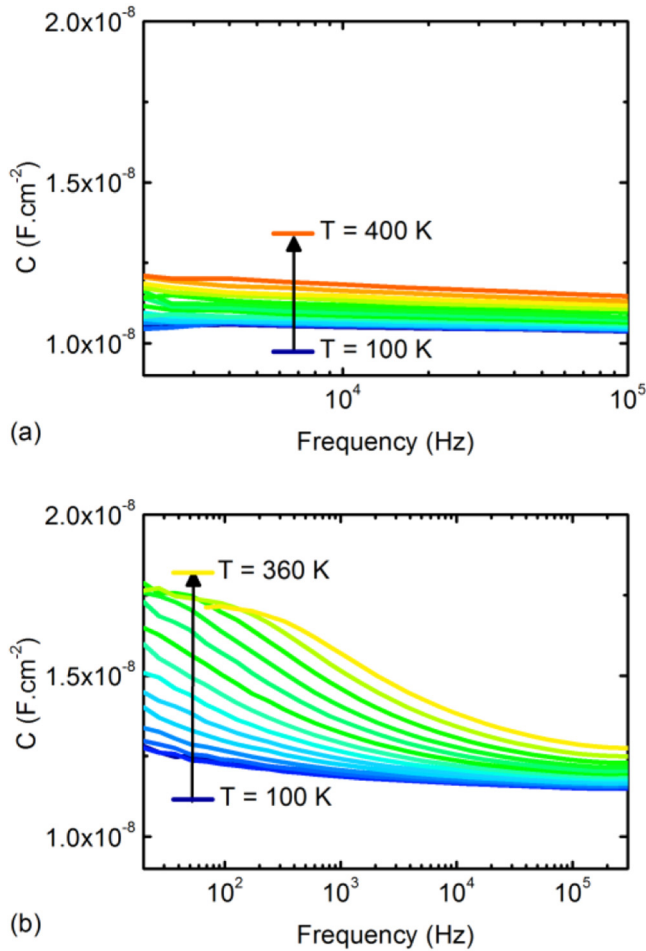 2.0x10⁻⁸
1.5x10⁻⁸
1.0x10⁻⁸
C (F.cm⁻²)
T = 400 K
T = 100 K
10⁴
10⁵
(a)
Frequency (Hz)
2.0x10⁻⁸
1.5x10⁻⁸
1.0x10⁻⁸
C (F.cm⁻²)
T = 360 K
T = 100 K
10²
10³
10⁴
10⁵
(b)
Frequency (Hz)